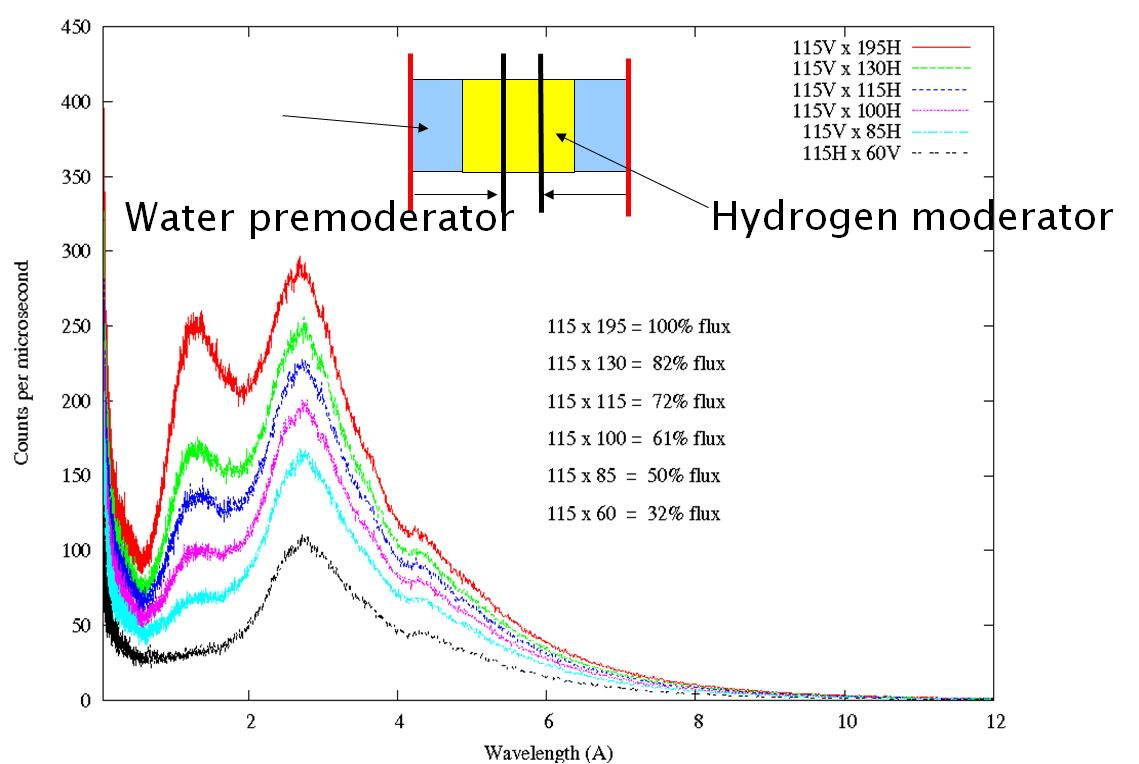 450
400
350
300
250
200
150
100
50
0
Counts per microsecond
115V x 195H
115V x 130H
115V x 115H
115V x 100H
115V x 85H
115H x 60V
Water premoderator
Hydrogen moderator
115 x 195 = 100% flux
115 x 130 = 82% flux
115 x 115 = 72% flux
115 x 100 = 61% flux
115 x 85 = 50% flux
115 x 60 = 32% flux
2 4 6 8 10 12
Wavelength (A)